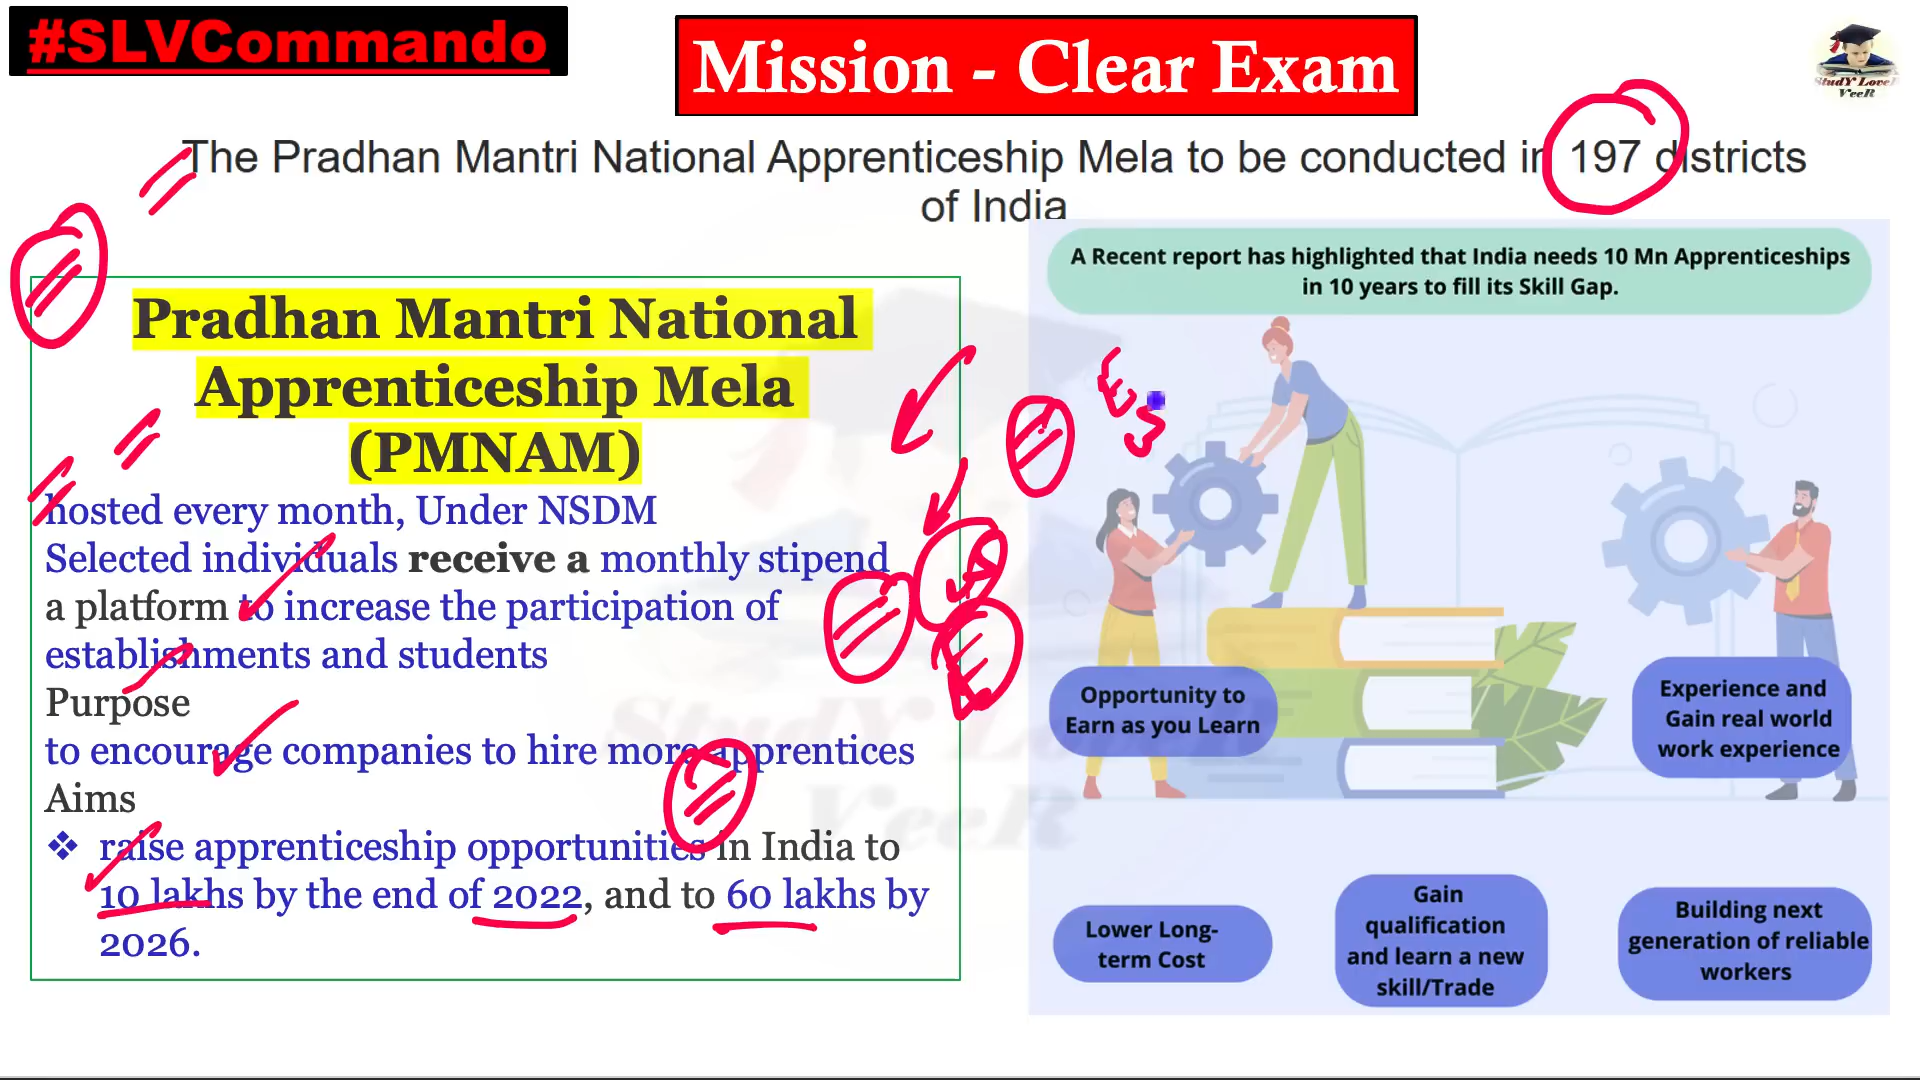 #SLVCommando
Mission - Clear Exam
StudY LoveR
VeeR
The Pradhan Mantri National Apprenticeship Mela to be conducted in 197 districts
of India
Pradhan Mantri National
Apprenticeship Mela
(PMNAM)
hosted every month, Under NSDM
Selected individuals receive a monthly stipend
a platform to increase the participation of
establishments and students
Purpose
to encourage companies to hire more apprentices
Aims
❖ raise apprenticeship opportunities in India to
10 lakhs by the end of 2022, and to 60 lakhs by
2026.
A Recent report has highlighted that India needs 10 Mn Apprenticeships
in 10 years to fill its Skill Gap.
Opportunity to
Earn as you Learn
Experience and
Gain real world
work experience
Lower Long-
term Cost
Gain
qualification
and learn a new
skill/Trade
Building next
generation of reliable
workers
StudY LoveR
VeeR